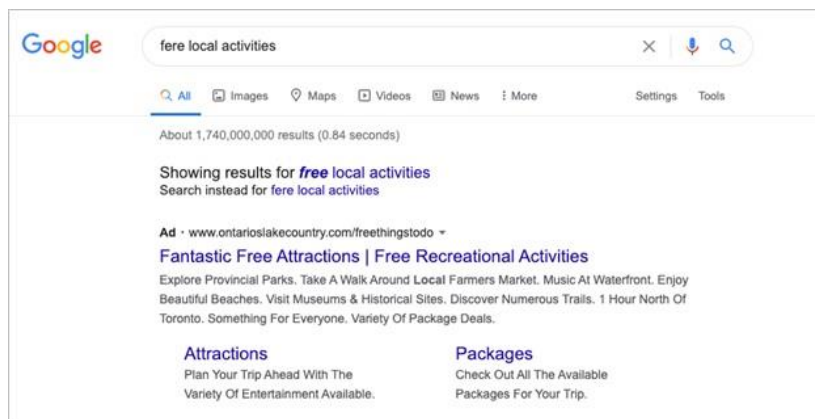 Google
fere local activities
All Images Maps Videos News More Settings Tools
About 1,740,000,000 results (0.84 seconds)
Showing results for free local activities
Search instead for fere local activities
Ad · www.ontarioslakecountry.com/freethingstodo
Fantastic Free Attractions | Free Recreational Activities
Explore Provincial Parks. Take A Walk Around Local Farmers Market. Music At Waterfront. Enjoy
Beautiful Beaches. Visit Museums & Historical Sites. Discover Numerous Trails. 1 Hour North Of
Toronto. Something For Everyone. Variety Of Package Deals.
Attractions Packages
Plan Your Trip Ahead With The Check Out All The Available
Variety Of Entertainment Available. Packages For Your Trip.